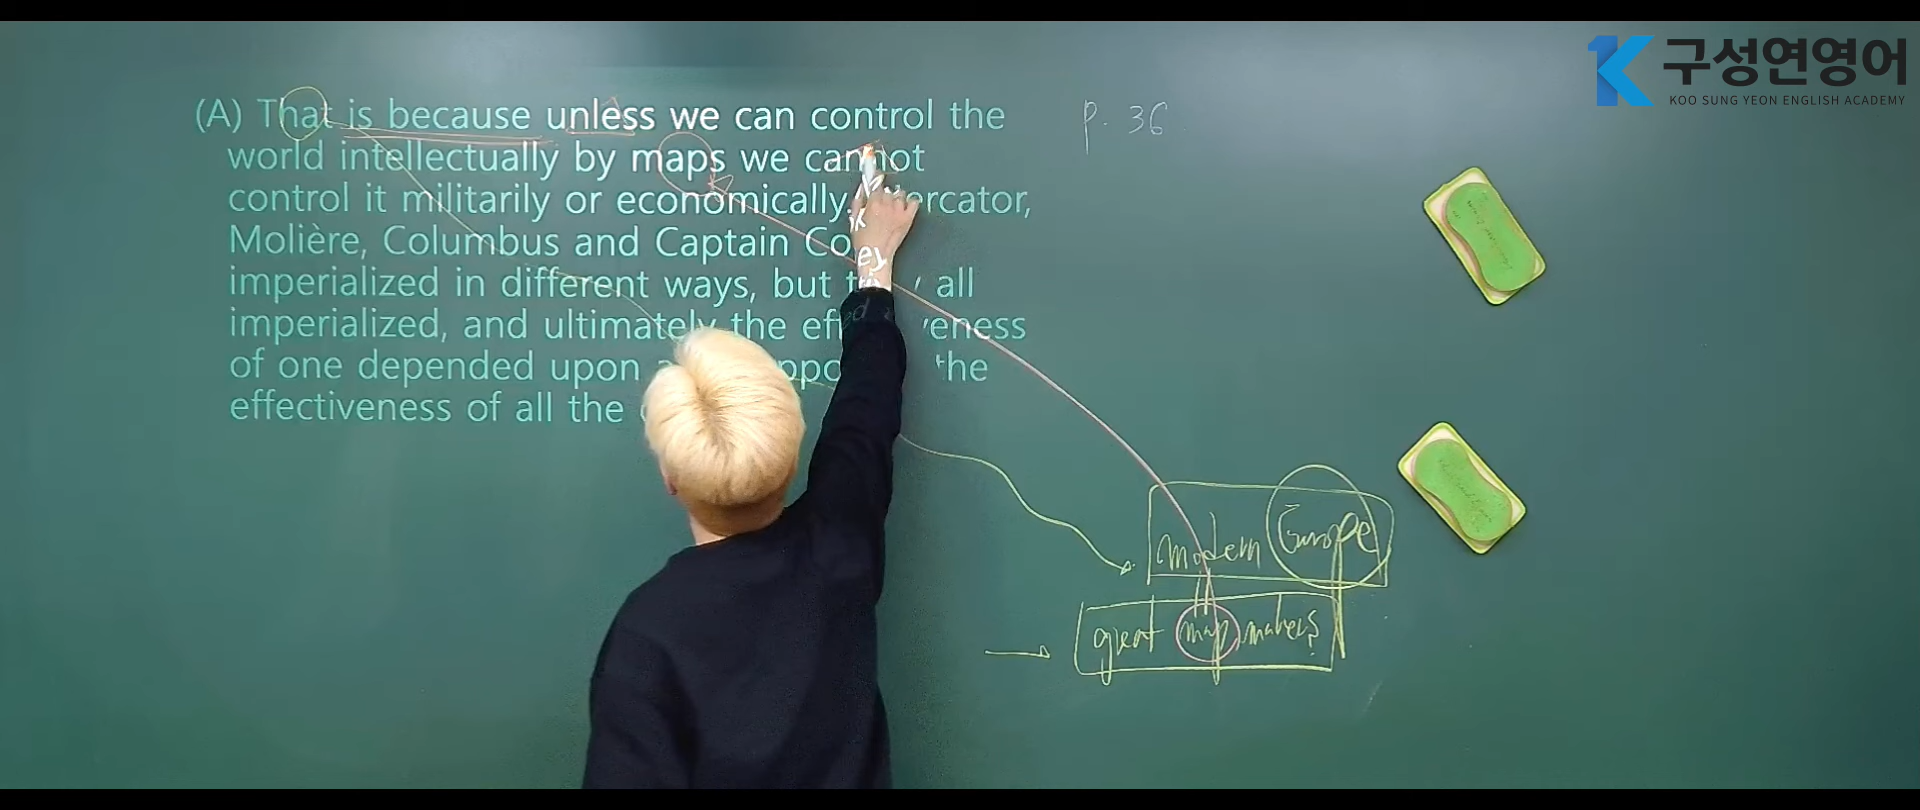 구성연영어
KOO SUNG YEON ENGLISH ACADEMY
(A) That is because unless we can control the
world intellectually by maps we cannot
control it militarily or economically.
Molière, Columbus and Captain
imperialized in different ways, but all
imperialized, and ultimately the
of one depended upon the
effectiveness of all the
p. 36
modern Europe
great map makers